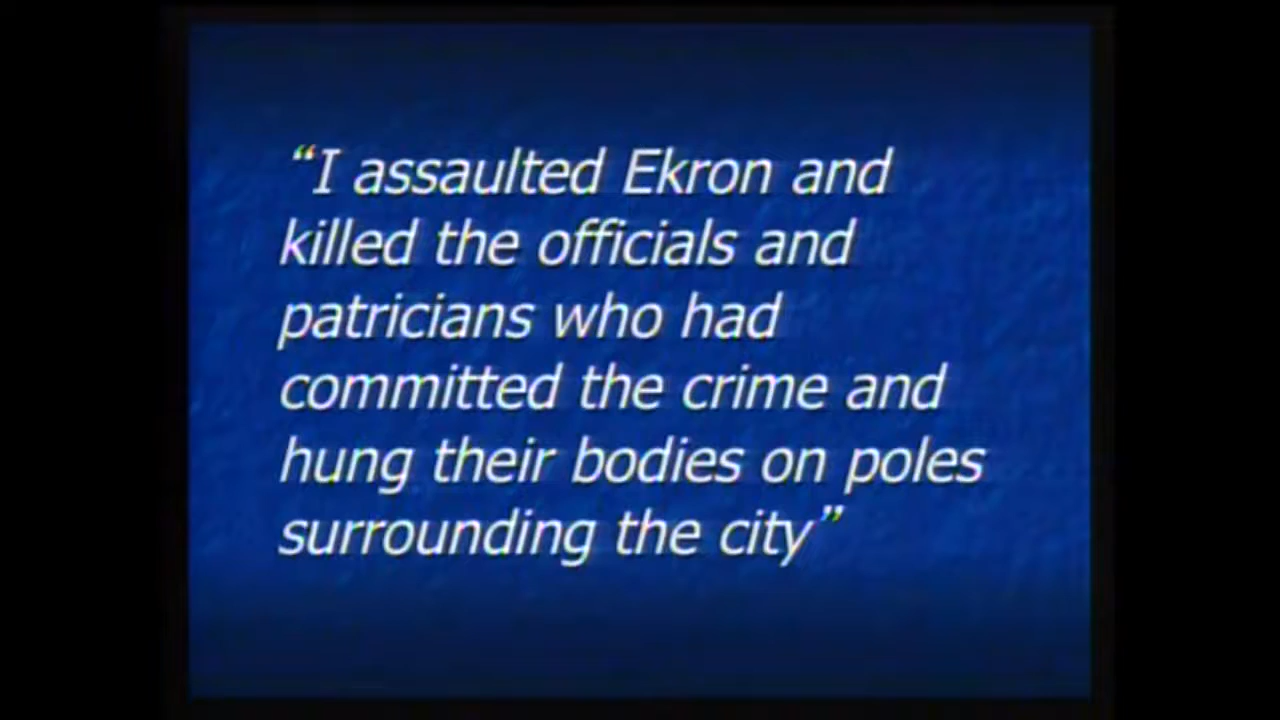 “I assaulted Ekron and
killed the officials and
patricians who had
committed the crime and
hung their bodies on poles
surrounding the city”